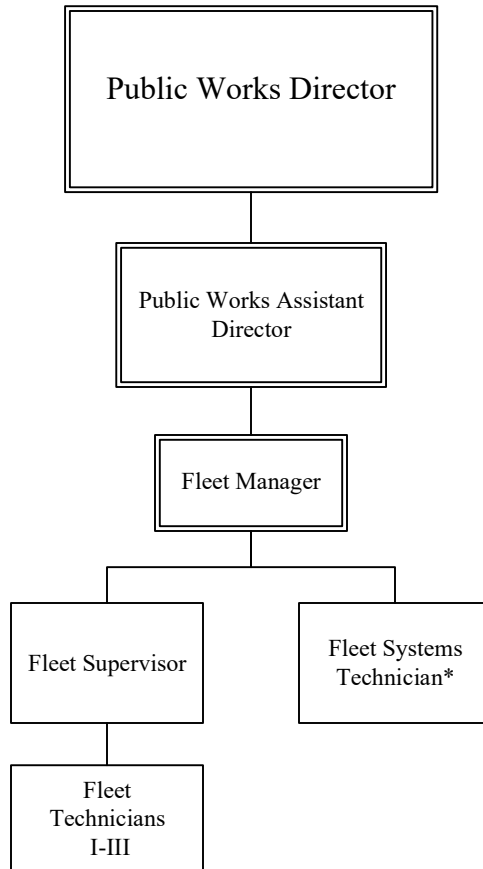 Public Works Director
Public Works Assistant
Director
Fleet Manager
Fleet Supervisor
Fleet Systems
Technician*
Fleet
Technicians
I-III